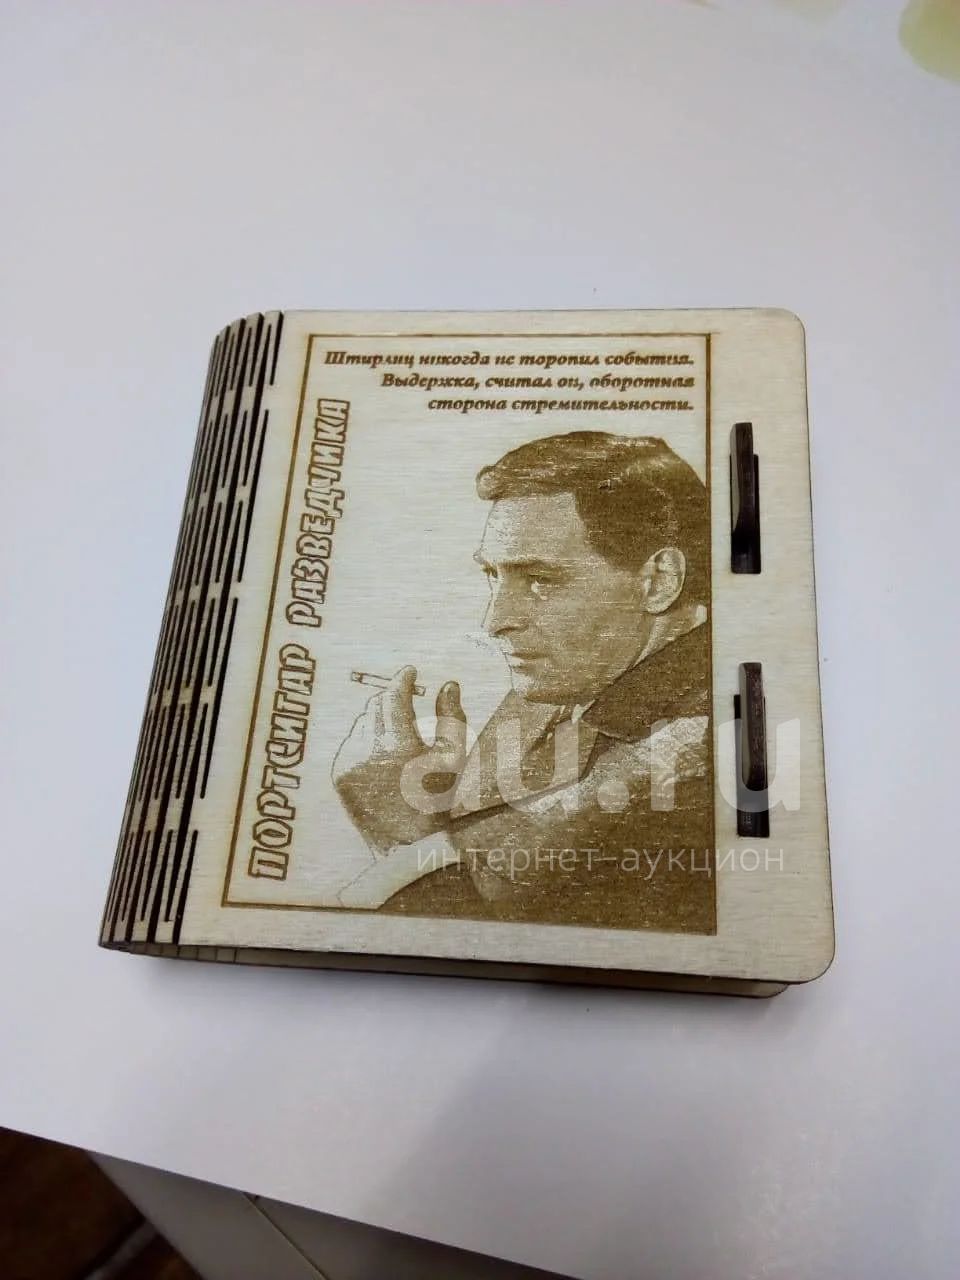 Штирлиц никогда не торопил события.
Выдержка, считал он, оборотная
сторона стремительности.
ПОРТСИГАР РАЗВЕДЧИКА
au.ru
интернет-аукцион